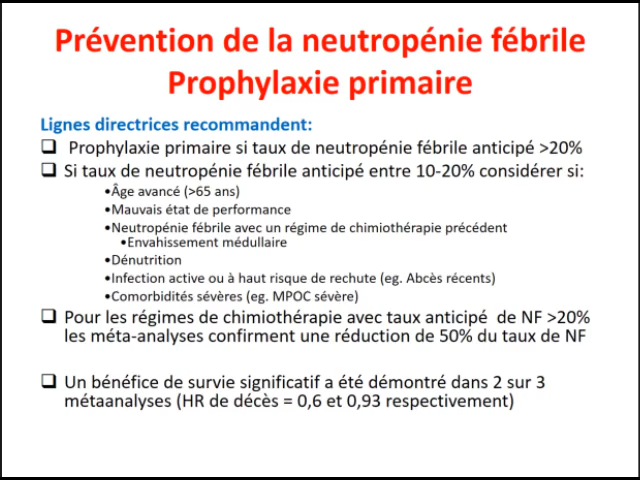 Prévention de la neutropénie fébrile
Prophylaxie primaire
Lignes directrices recommandent:
❑ Prophylaxie primaire si taux de neutropénie fébrile anticipé >20%
❑ Si taux de neutropénie fébrile anticipé entre 10-20% considérer si:
•Âge avancé (>65 ans)
•Mauvais état de performance
•Neutropénie fébrile avec un régime de chimiothérapie précédent
•Envahissement médullaire
•Dénutrition
•Infection active ou à haut risque de rechute (eg. Abcès récents)
•Comorbidités sévères (eg. MPOC sévère)
❑ Pour les régimes de chimiothérapie avec taux anticipé de NF >20%
les méta-analyses confirment une réduction de 50% du taux de NF
❑ Un bénéfice de survie significatif a été démontré dans 2 sur 3
métaanalyses (HR de décès = 0,6 et 0,93 respectivement)